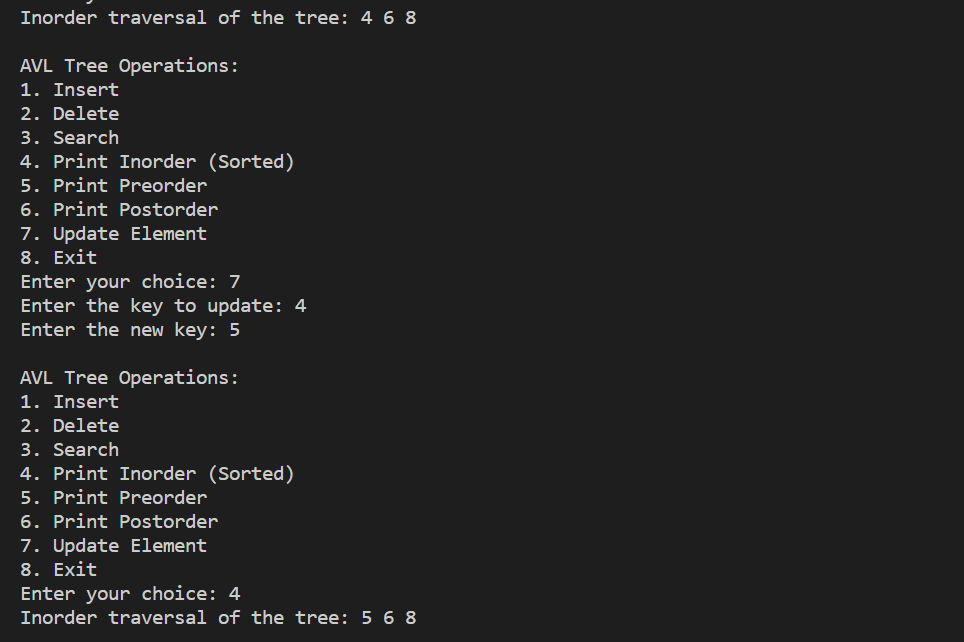 Inorder traversal of the tree: 4 6 8
AVL Tree Operations:
1. Insert
2. Delete
3. Search
4. Print Inorder (Sorted)
5. Print Preorder
6. Print Postorder
7. Update Element
8. Exit
Enter your choice: 7
Enter the key to update: 4
Enter the new key: 5
AVL Tree Operations:
1. Insert
2. Delete
3. Search
4. Print Inorder (Sorted)
5. Print Preorder
6. Print Postorder
7. Update Element
8. Exit
Enter your choice: 4
Inorder traversal of the tree: 5 6 8